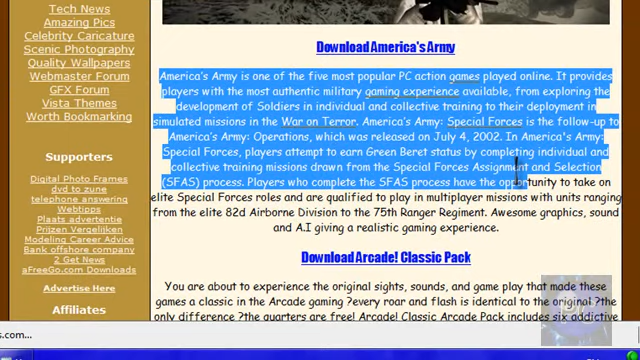 Tech News
Amazing Pics
Celebrity Caricature
Scenic Photography
Quality Wallpapers
Webmaster Forum
GFX Forum
Vista Themes
Worth Bookmarking
Supporters
Digital Photo Frames
dvd to zune
telephone answering
Webtipps
Plaats advertentie
Prijzen Vergelijken
Modeling Career Advice
Bank offshore company
2 Get News
aFreeGo.com Downloads
Advertise Here
Affiliates
Download America's Army
America's Army is one of the five most popular PC action games played online. It provides
players with the most authentic military gaming experience available, from exploring the
development of Soldiers in individual and collective training to their deployment in
simulated missions in the War on Terror. America's Army: Special Forces is the follow-up to
America's Army: Operations, which was released on July 4, 2002. In America's Army:
Special Forces, players attempt to earn Green Beret status by completing individual and
collective training missions drawn from the Special Forces Assignment and Selection
(SFAS) process. Players who complete the SFAS process have the opportunity to take on
elite Special Forces roles and are qualified to play in multiplayer missions with units ranging
from the elite 82d Airborne Division to the 75th Ranger Regiment. Awesome graphics, sound
and A.I giving a realistic gaming experience.
Download Arcade! Classic Pack
You are about to experience the original sights, sounds, and game play that made these
games a classic in the Arcade gaming ?every roar and flash is identical to the original ?the
only difference ?the quarters are free! Arcade! Classic Arcade Pack includes six addictive
s.com...